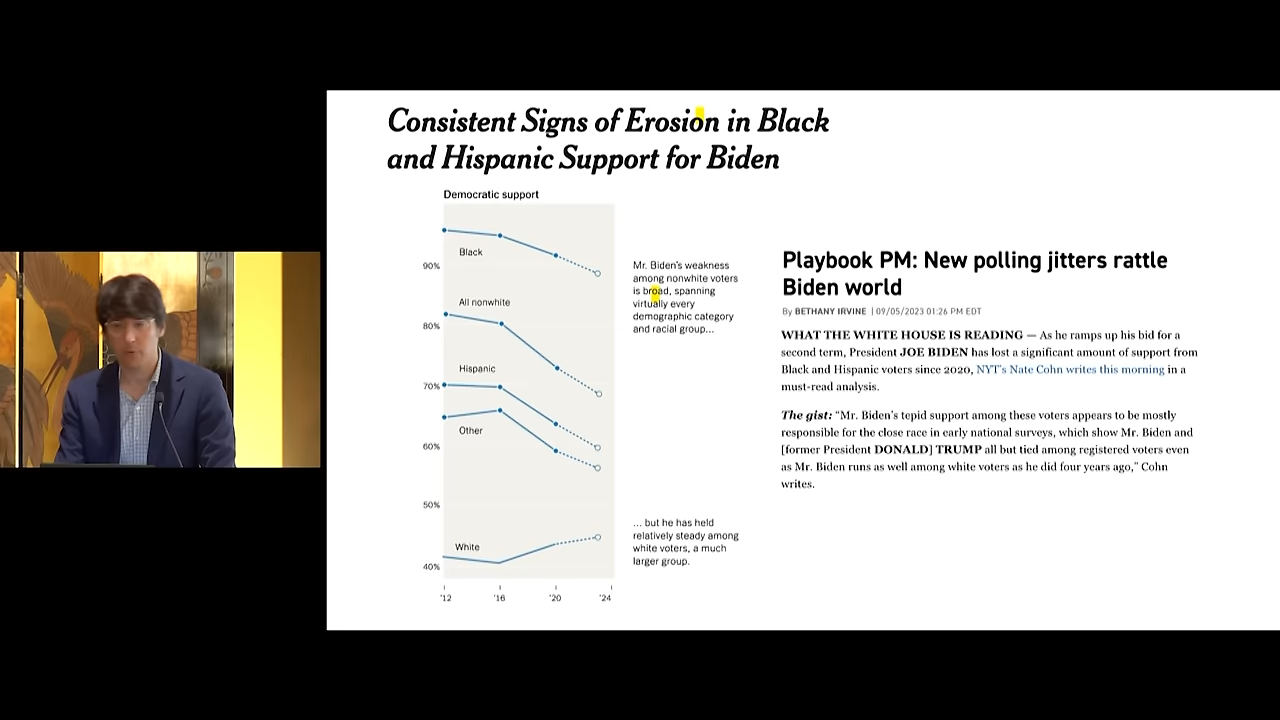 Consistent Signs of Erosion in Black
and Hispanic Support for Biden
Democratic support
Black
90%
All nonwhite
80%
Hispanic
70%
Other
60%
50%
White
40%
'12 '16 '20 '24
Mr. Biden's weakness
among nonwhite voters
is broad, spanning
virtually every
demographic category
and racial group...
... but he has held
relatively steady among
white voters, a much
larger group.
Playbook PM: New polling jitters rattle
Biden world
By BETHANY IRVINE | 09/05/2023 01:26 PM EDT
WHAT THE WHITE HOUSE IS READING — As he ramps up his bid for a
second term, President JOE BIDEN has lost a significant amount of support from
Black and Hispanic voters since 2020, NYT's Nate Cohn writes this morning in a
must-read analysis.
The gist: “Mr. Biden's tepid support among these voters appears to be mostly
responsible for the close race in early national surveys, which show Mr. Biden and
[former President DONALD] TRUMP all but tied among registered voters even
as Mr. Biden runs as well among white voters as he did four years ago,” Cohn
writes.